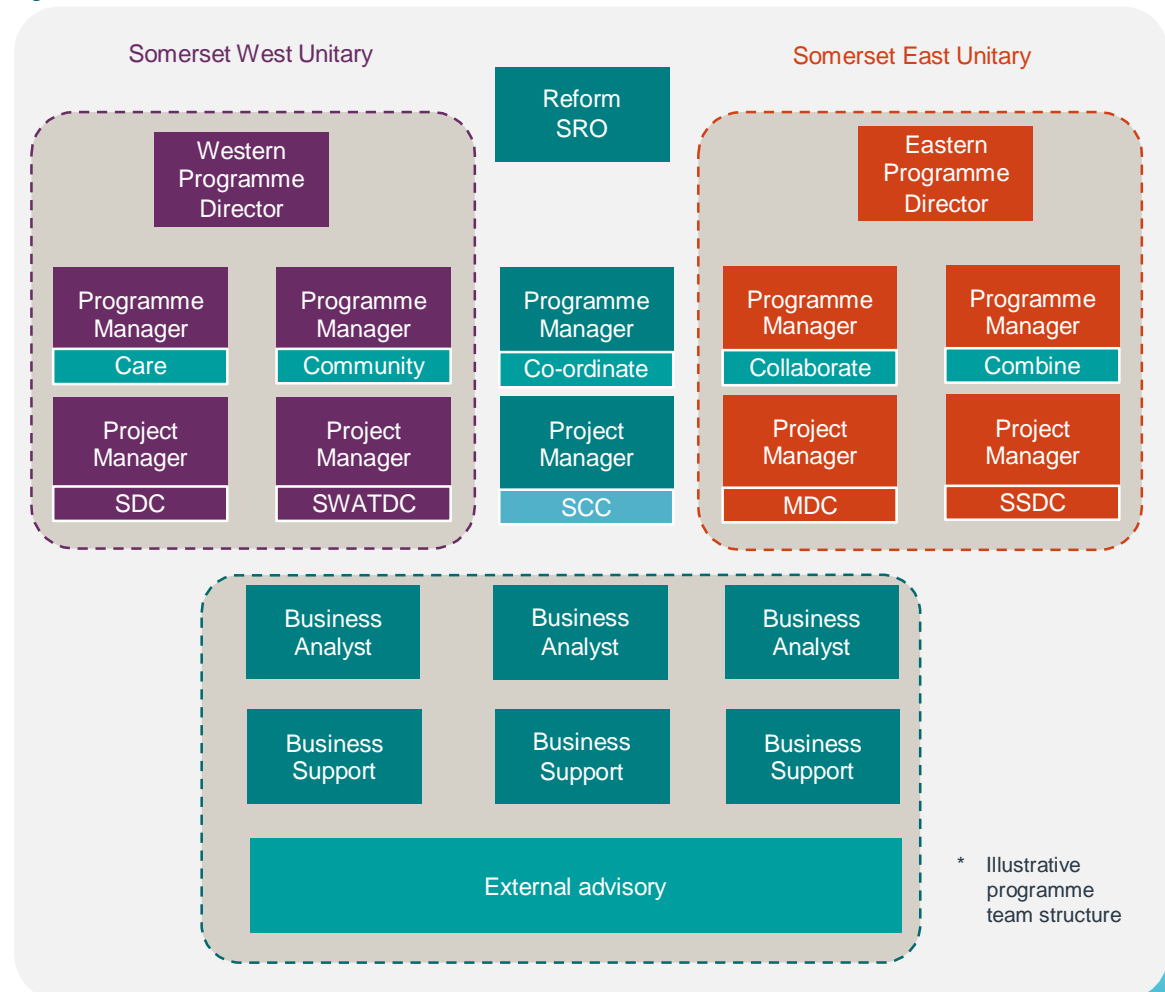 Somerset West Unitary
Somerset East Unitary
Reform
SRO
Western
Programme
Director
Eastern
Programme
Director
Programme
Manager
Care
Programme
Manager
Community
Programme
Manager
Co-ordinate
Programme
Manager
Collaborate
Programme
Manager
Combine
Project
Manager
SDC
Project
Manager
SWATDC
Project
Manager
SCC
Project
Manager
MDC
Project
Manager
SSDC
Business
Analyst
Business
Analyst
Business
Analyst
Business
Support
Business
Support
Business
Support
External advisory
* Illustrative
programme
team structure